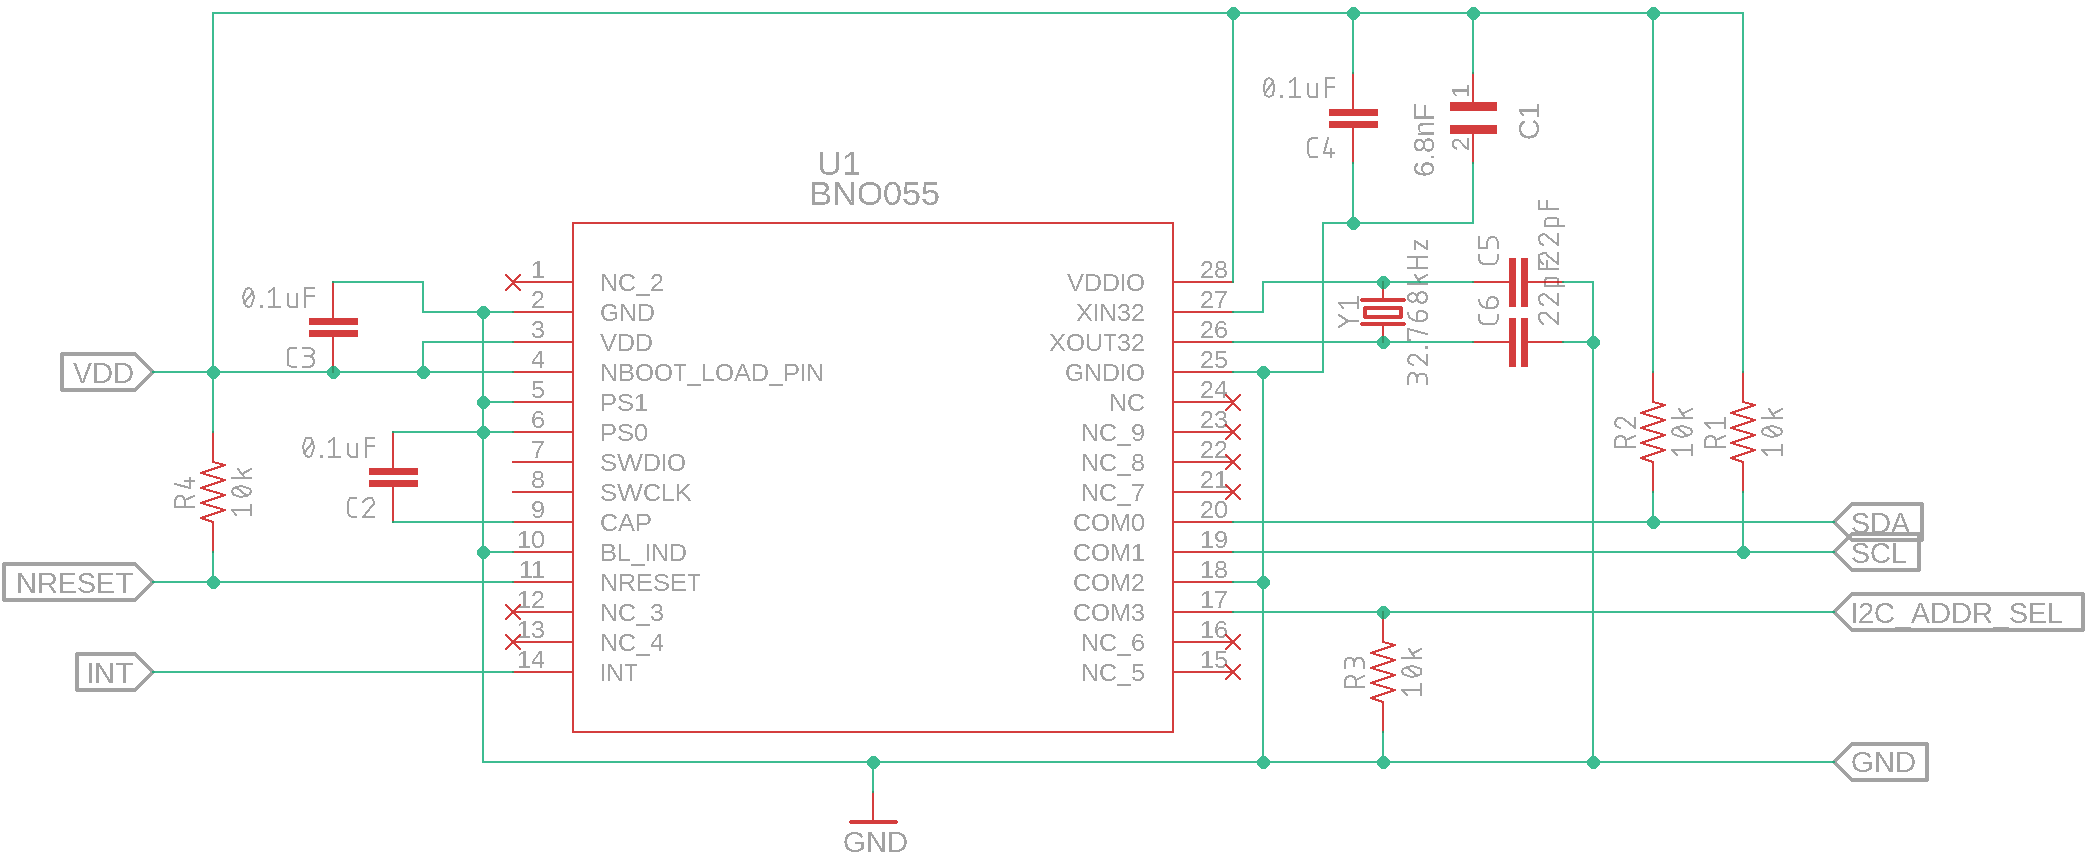 U1
BNO055
0.1uF
C4
6.8nF
1
2
C1
0.1uF
C3
VDD
0.1uF
C2
R4
10k
NRESET
INT
1 NC_2
2 GND
3 VDD
4 NBOOT_LOAD_PIN
5 PS1
6 PS0
7 SWDIO
8 SWCLK
9 CAP
10 BL_IND
11 NRESET
12 NC_3
13 NC_4
14 INT
VDDIO 28
XIN32 27
XOUT32 26
GNDIO 25
NC 24
NC_9 23
NC_8 22
NC_7 21
COM0 20
COM1 19
COM2 18
COM3 17
NC_6 16
NC_5 15
Y1
32.768kHz
C5
22pF
C6
22pF
R2
10k
R1
10k
R3
10k
SDA
SCL
I2C_ADDR_SEL
GND
GND